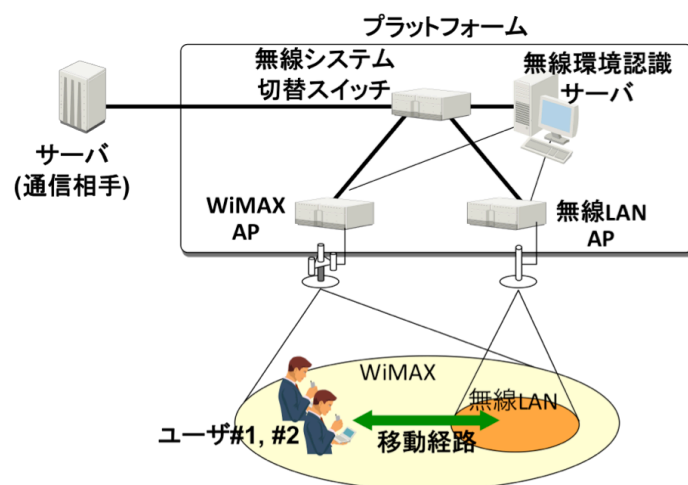 プラットフォーム
無線システム
切替スイッチ
無線環境認識
サーバ
サーバ
(通信相手)
WiMAX
AP
無線LAN
AP
WiMAX
無線LAN
ユーザ#1, #2
移動経路